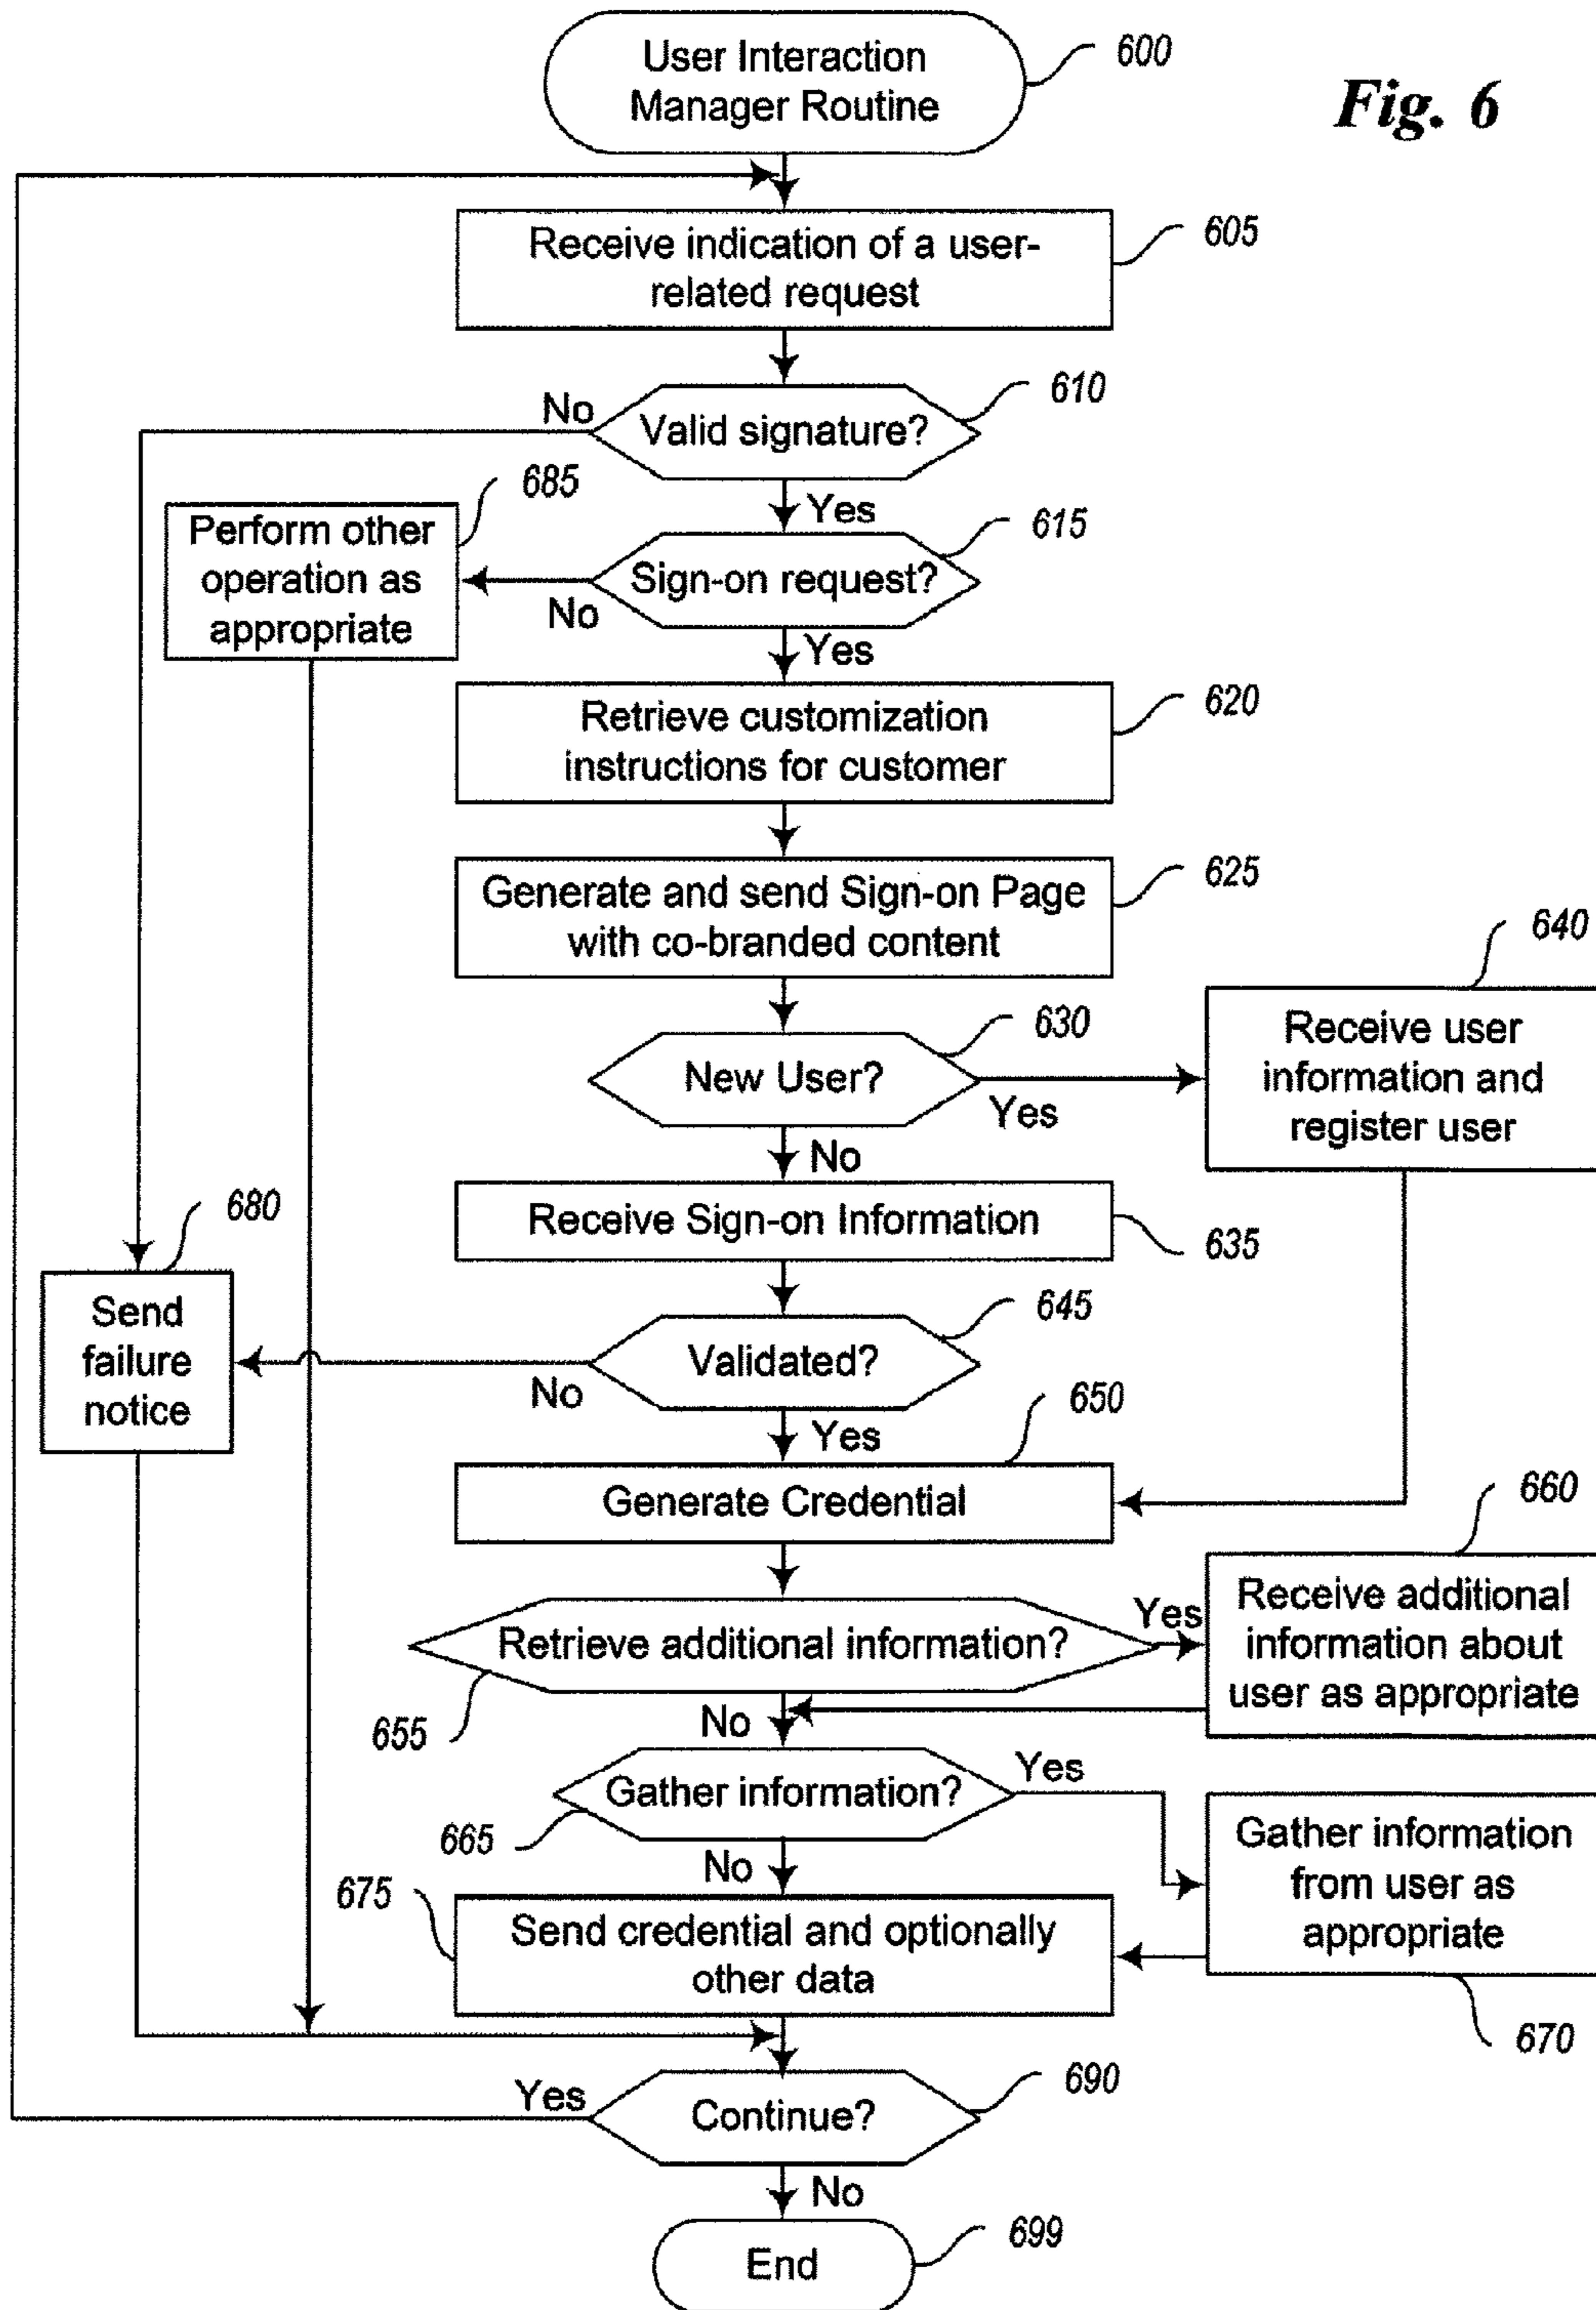 User Interaction
Manager Routine
600
Fig. 6
Receive indication of a user-
related request
605
Valid signature?
610
No
Yes
Perform other
operation as
appropriate
685
Sign-on request?
615
No
Yes
Retrieve customization
instructions for customer
620
Generate and send Sign-on Page
with co-branded content
625
New User?
630
Yes
No
Receive user
information and
register user
640
Receive Sign-on Information
635
Send
failure
notice
680
Validated?
645
No
Yes
Generate Credential
650
Retrieve additional information?
655
Yes
No
Receive additional
information about
user as appropriate
660
Gather information?
665
Yes
No
Gather information
from user as
appropriate
670
Send credential and optionally
other data
675
Continue?
690
Yes
No
End
699